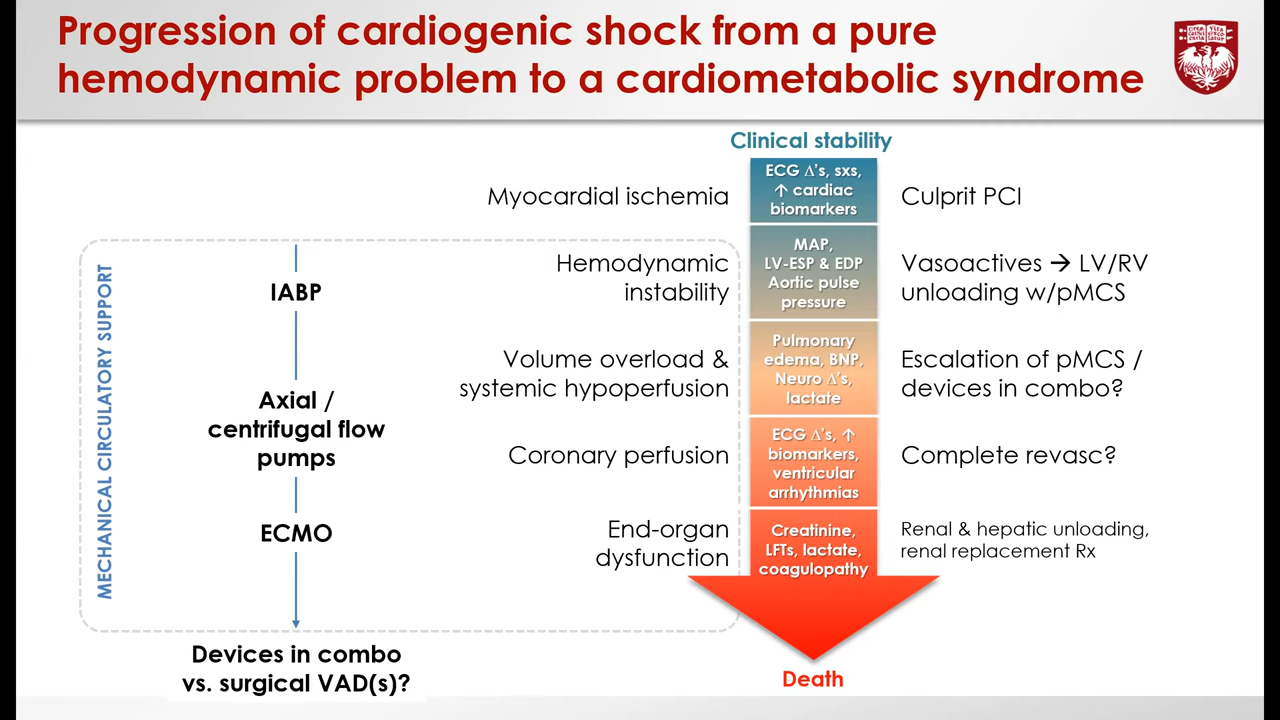 Progression of cardiogenic shock from a pure
hemodynamic problem to a cardiometabolic syndrome
Clinical stability
Myocardial ischemia
ECG Δ's, sxs,
↑ cardiac
biomarkers
Culprit PCI
MECHANICAL CIRCULATORY SUPPORT
IABP
Hemodynamic
instability
MAP,
LV-ESP & EDP
Aortic pulse
pressure
Vasoactives → LV/RV
unloading w/pMCS
Axial /
centrifugal flow
pumps
Volume overload &
systemic hypoperfusion
Pulmonary
edema, BNP,
Neuro Δ's,
lactate
Escalation of pMCS /
devices in combo?
Coronary perfusion
ECG Δ's, ↑
biomarkers,
ventricular
arrhythmias
Complete revasc?
ECMO
End-organ
dysfunction
Creatinine,
LFTs, lactate,
coagulopathy
Renal & hepatic unloading,
renal replacement Rx
Devices in combo
vs. surgical VAD(s)?
Death